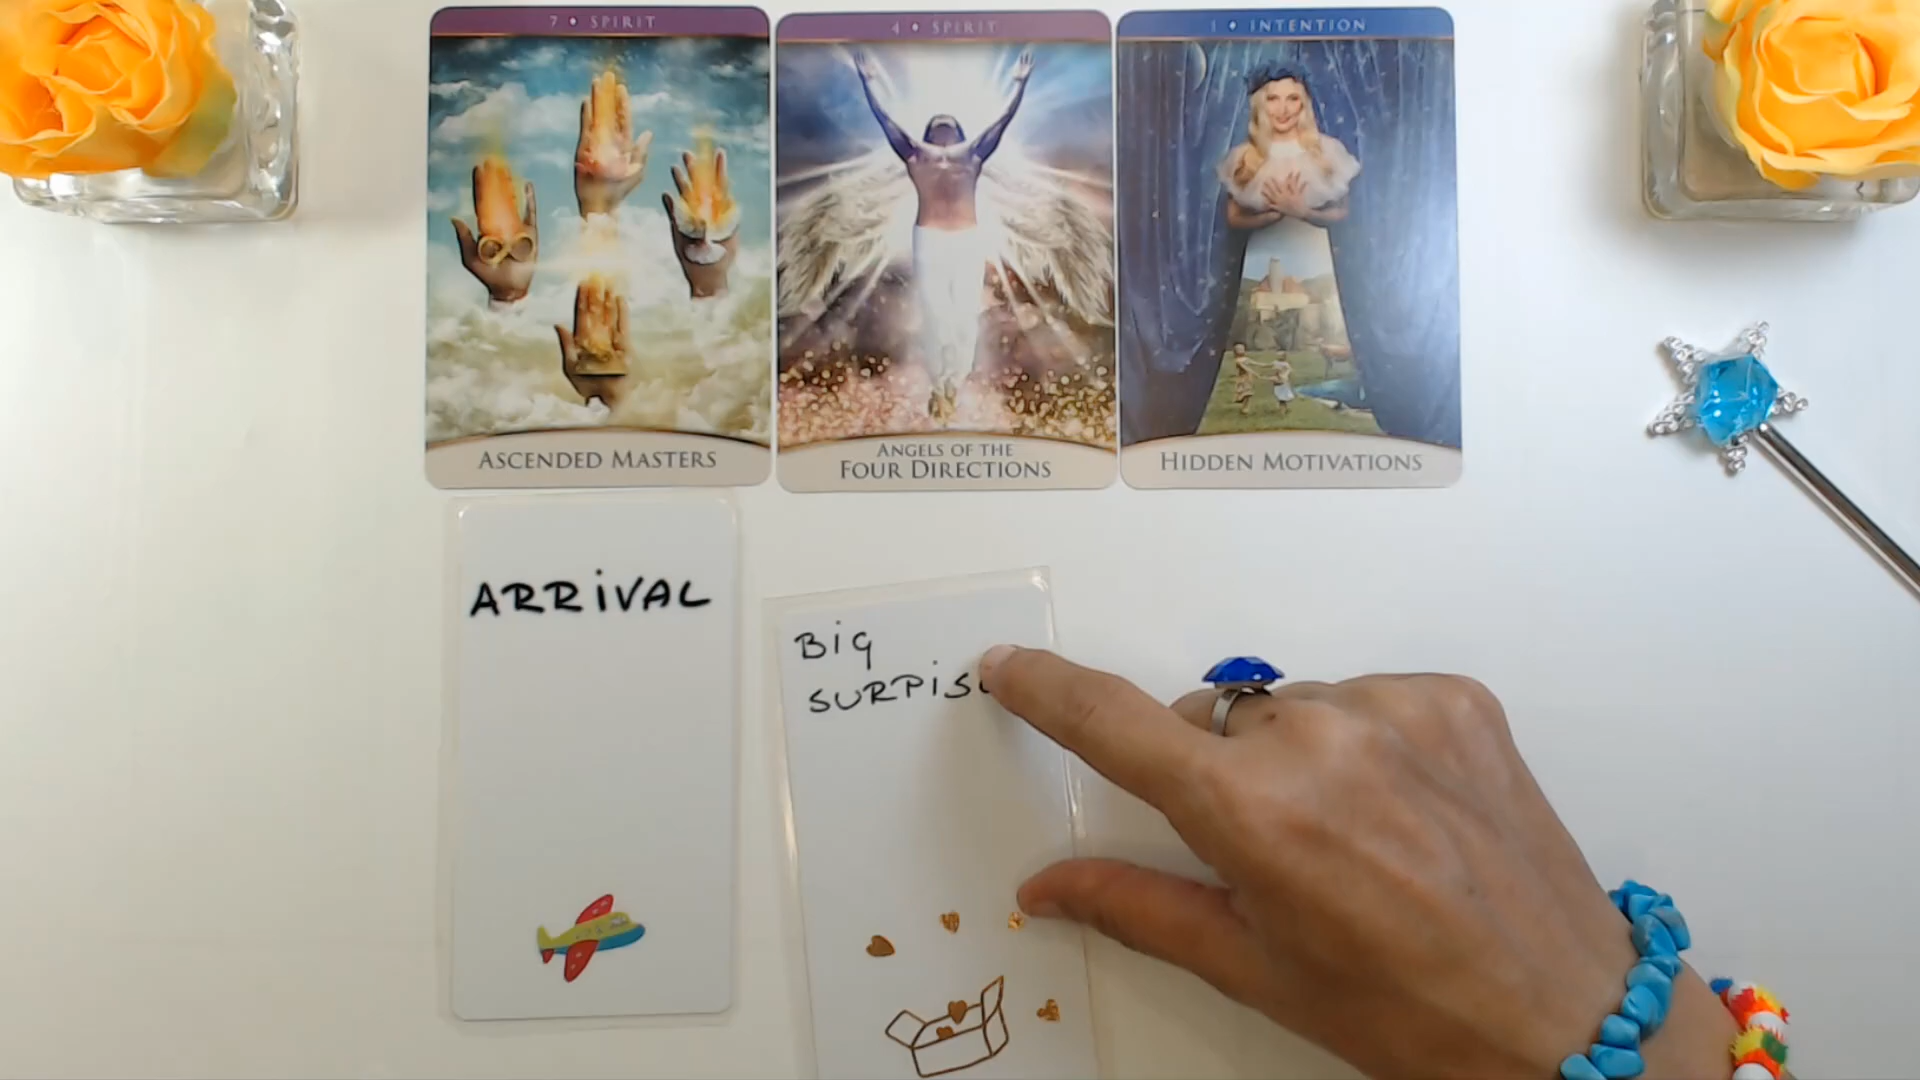 7 • SPIRIT
4 • SPIRIT
1 • INTENTION
ASCENDED MASTERS
ANGELS OF THE
FOUR DIRECTIONS
HIDDEN MOTIVATIONS
ARRiVAL
BiG